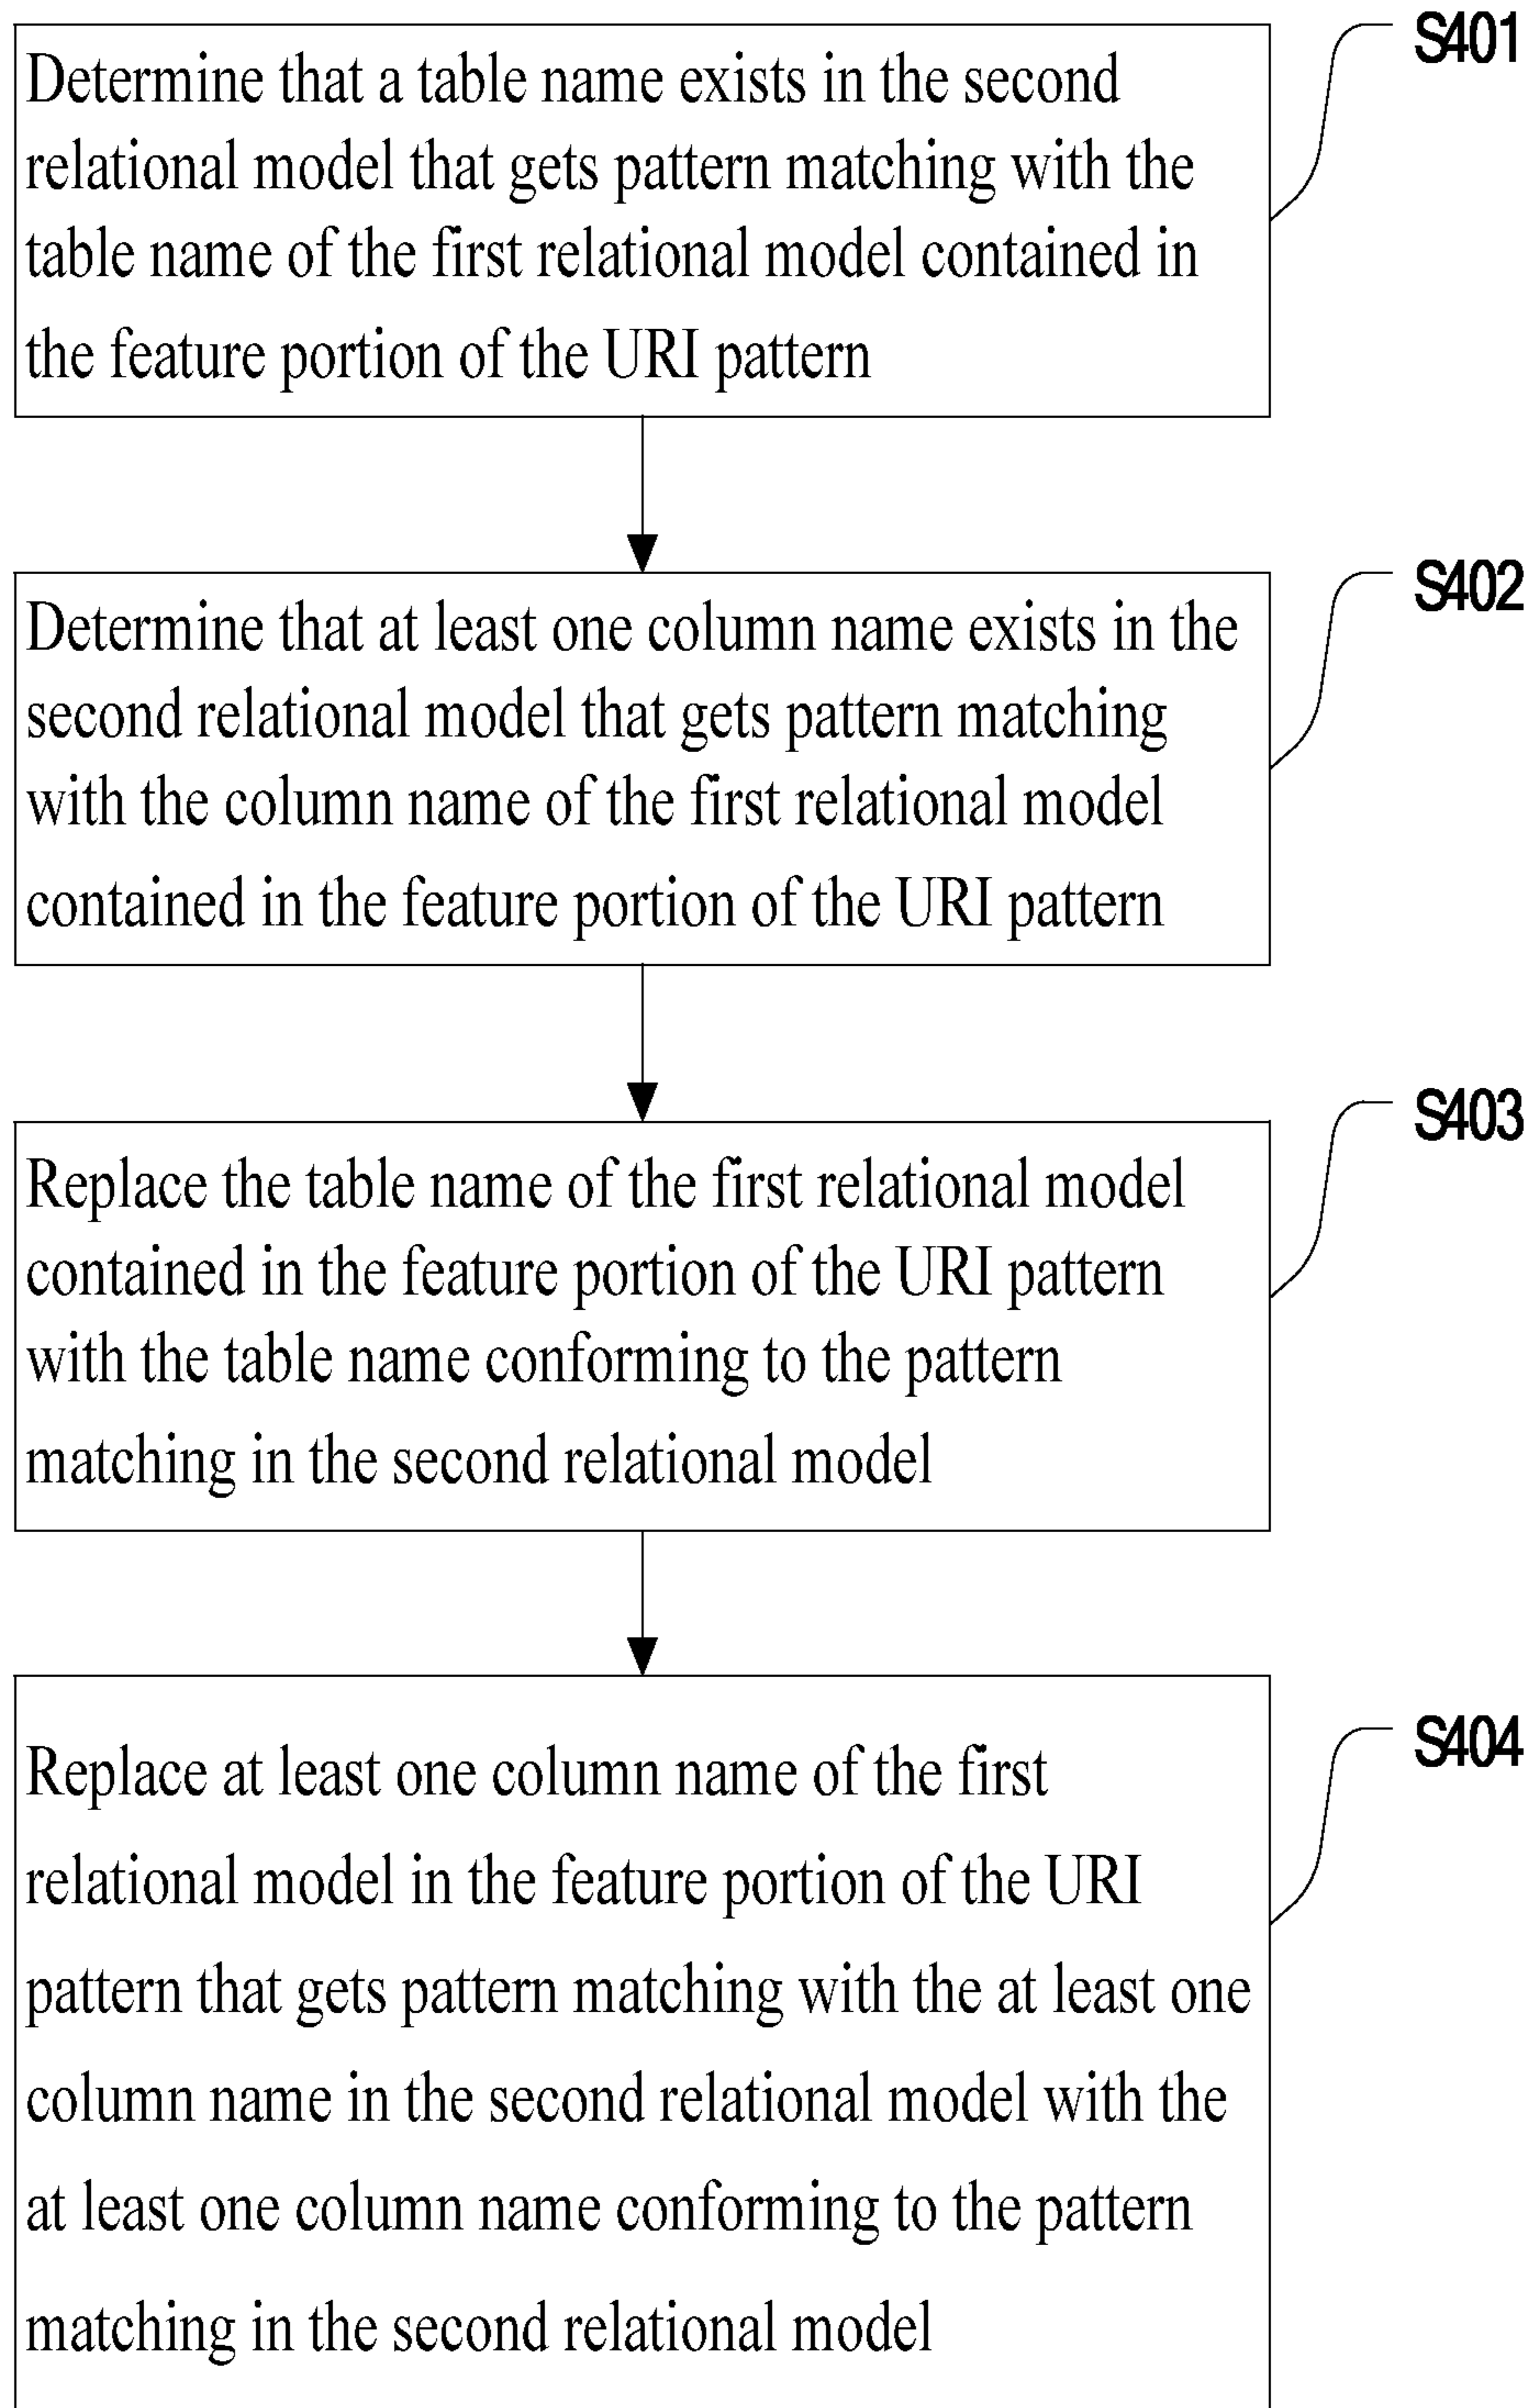 S401
Determine that a table name exists in the second
relational model that gets pattern matching with the
table name of the first relational model contained in
the feature portion of the URI pattern
S402
Determine that at least one column name exists in the
second relational model that gets pattern matching
with the column name of the first relational model
contained in the feature portion of the URI pattern
S403
Replace the table name of the first relational model
contained in the feature portion of the URI pattern
with the table name conforming to the pattern
matching in the second relational model
S404
Replace at least one column name of the first
relational model in the feature portion of the URI
pattern that gets pattern matching with the at least one
column name in the second relational model with the
at least one column name conforming to the pattern
matching in the second relational model